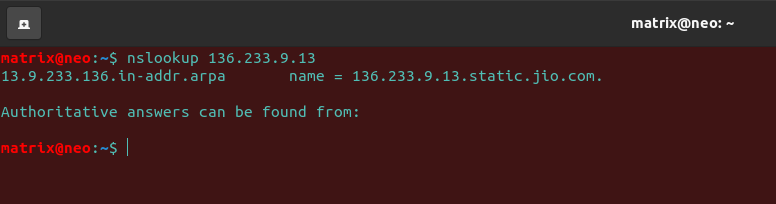 matrix@neo: ~
matrix@neo:~$ nslookup 136.233.9.13
13.9.233.136.in-addr.arpa       name = 136.233.9.13.static.jio.com.
Authoritative answers can be found from:
matrix@neo:~$